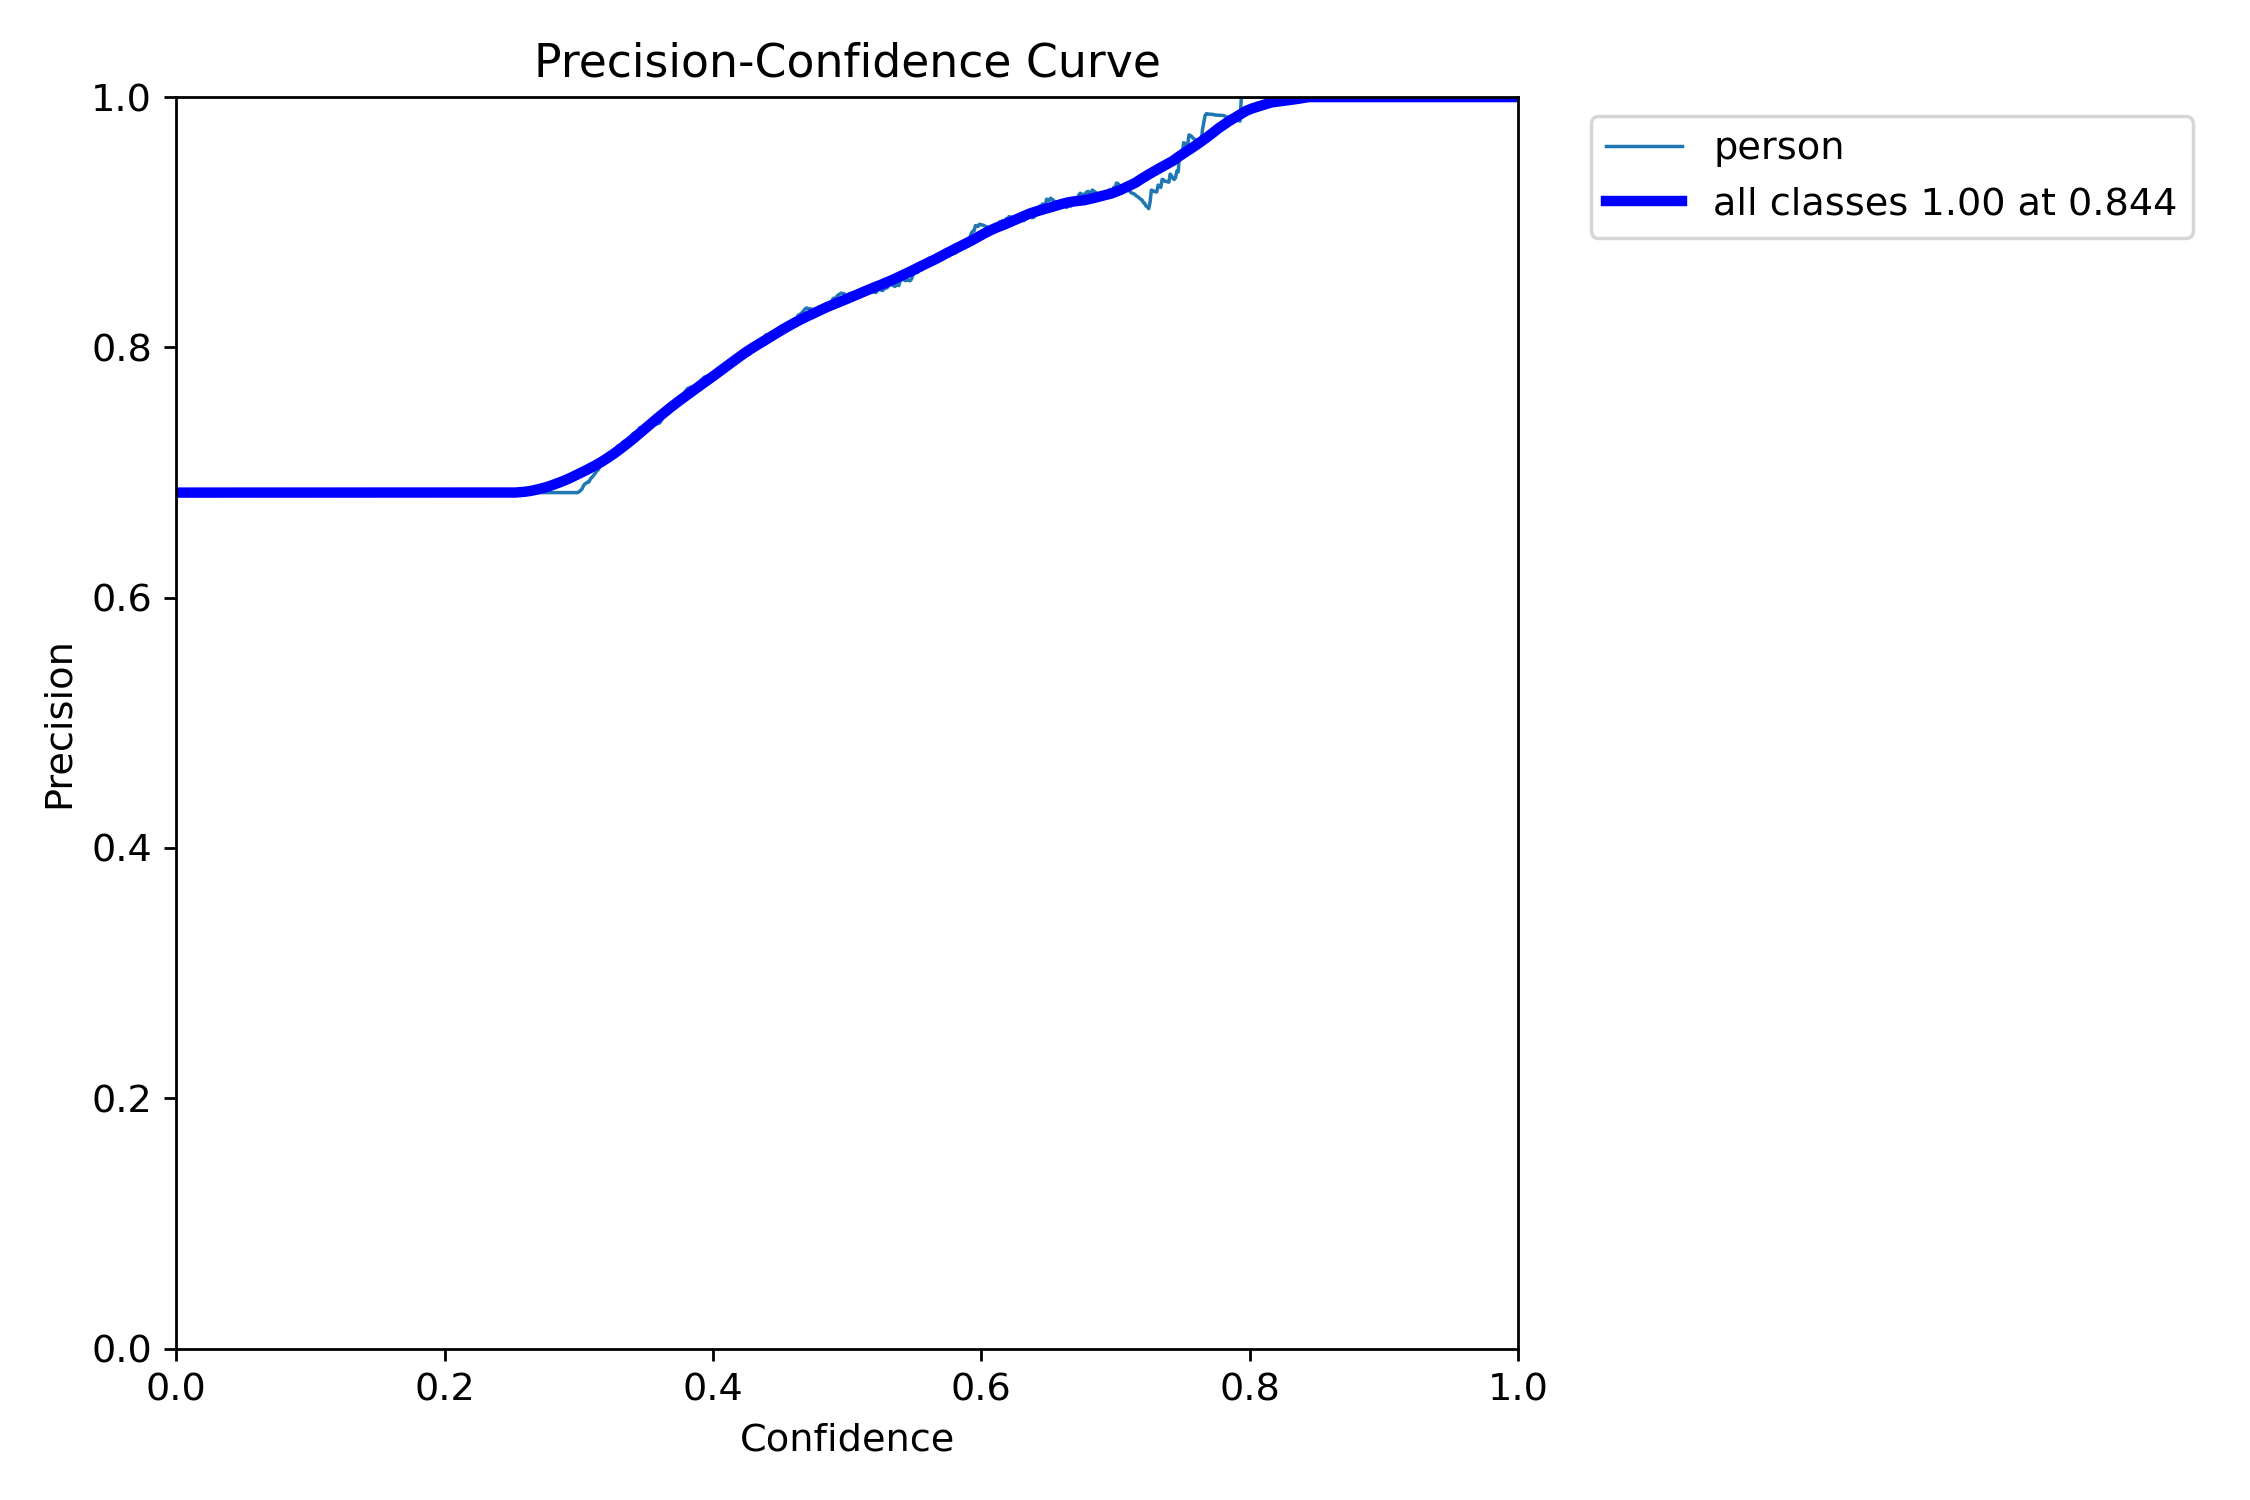 Precision-Confidence Curve
1.0
0.8
0.6
0.4
0.2
0.0
Precision
0.0 0.2 0.4 0.6 0.8 1.0
Confidence
person
all classes 1.00 at 0.844